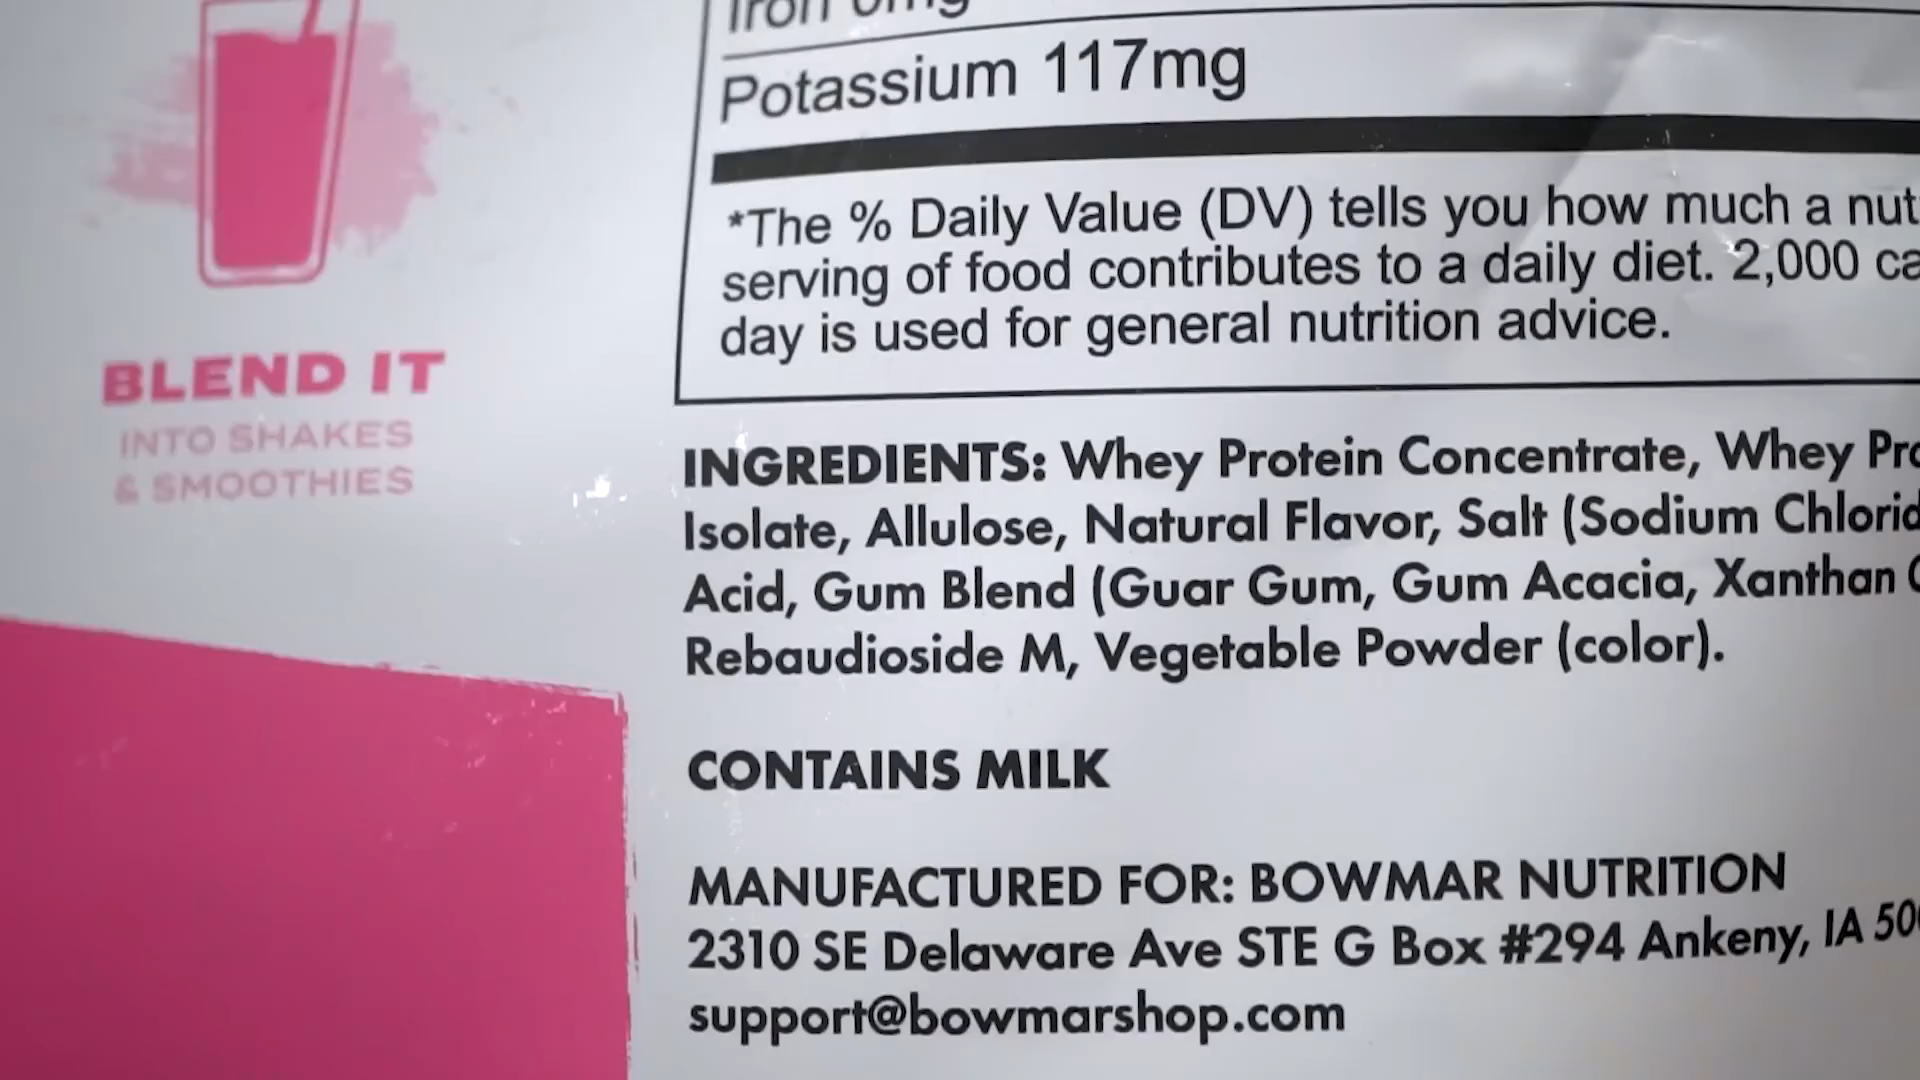 BLEND IT
INTO SHAKES
& SMOOTHIES
Iron 0mg
Potassium 117mg
*The % Daily Value (DV) tells you how much a nut
serving of food contributes to a daily diet. 2,000 ca
day is used for general nutrition advice.
INGREDIENTS: Whey Protein Concentrate, Whey Pro
Isolate, Allulose, Natural Flavor, Salt (Sodium Chlorid
Acid, Gum Blend (Guar Gum, Gum Acacia, Xanthan
Rebaudioside M, Vegetable Powder (color).
CONTAINS MILK
MANUFACTURED FOR: BOWMAR NUTRITION
2310 SE Delaware Ave STE G Box #294 Ankeny, IA 50
support@bowmarshop.com